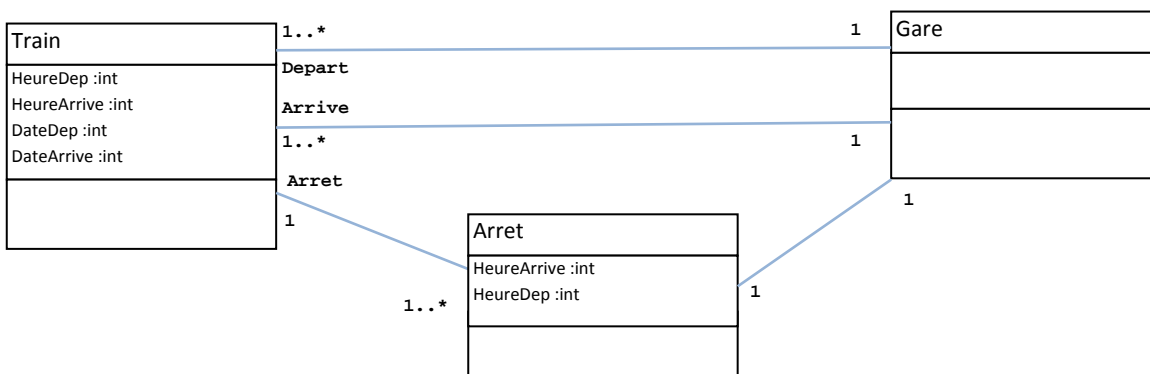 Train
HeureDep :int
HeureArrive :int
DateDep :int
DateArrive :int
1..*
1
Depart
Arrive
1..*
1
Arret
1
Gare
1
Arret
HeureArrive :int
HeureDep :int
1..*
1